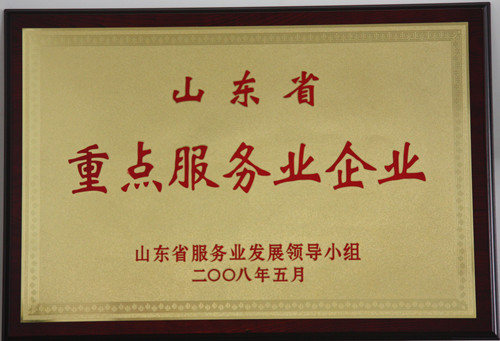 山东省
重点服务业企业
山东省服务业发展领导小组
二〇〇八年五月